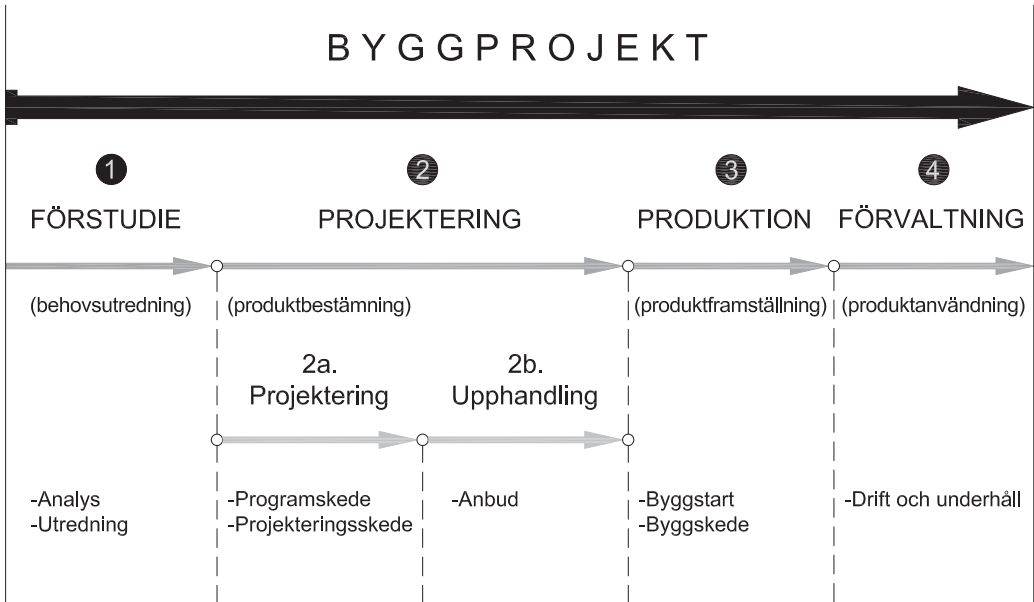 BYGGPROJEKT
1
2
3
4
FÖRSTUDIE
PROJEKTERING
PRODUKTION
FÖRVALTNING
(behovsutredning)
(produktbestämning)
(produktframställning)
(produktanvändning)
2a.
Projektering
2b.
Upphandling
-Analys
-Utredning
-Programskede
-Projekteringsskede
-Anbud
-Byggstart
-Byggskede
-Drift och underhåll